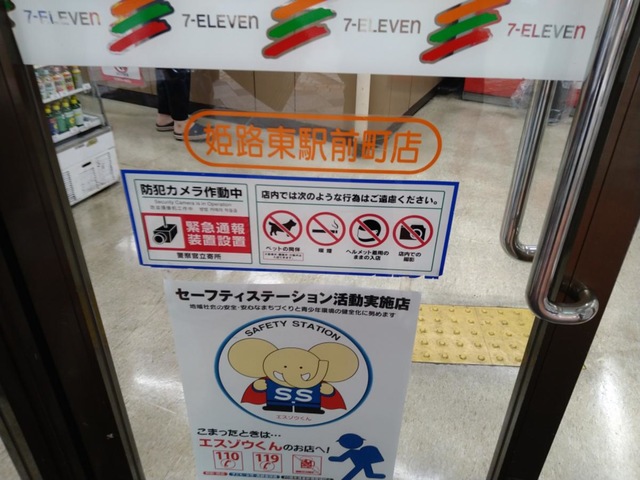 7-ELEVEn 7-ELEVEn 7-ELEVEn 7-ELEVEn
姫路東駅前町店
防犯カメラ作動中
Security Camera is in Operation
緊急通報
装置設置
警察官立寄所
店内では次のような行為はご遠慮ください。
ペットの同伴
喫煙
ヘルメット着用の
ままの入店
店内での
撮影
セーフティステーション活動実施店
地域社会の安全・安心なまちづくりと青少年環境の健全化に努めます
SAFETY STATION
SS
エスゾウくん
こまったときは…
エスゾウくんのお店へ!
110 119